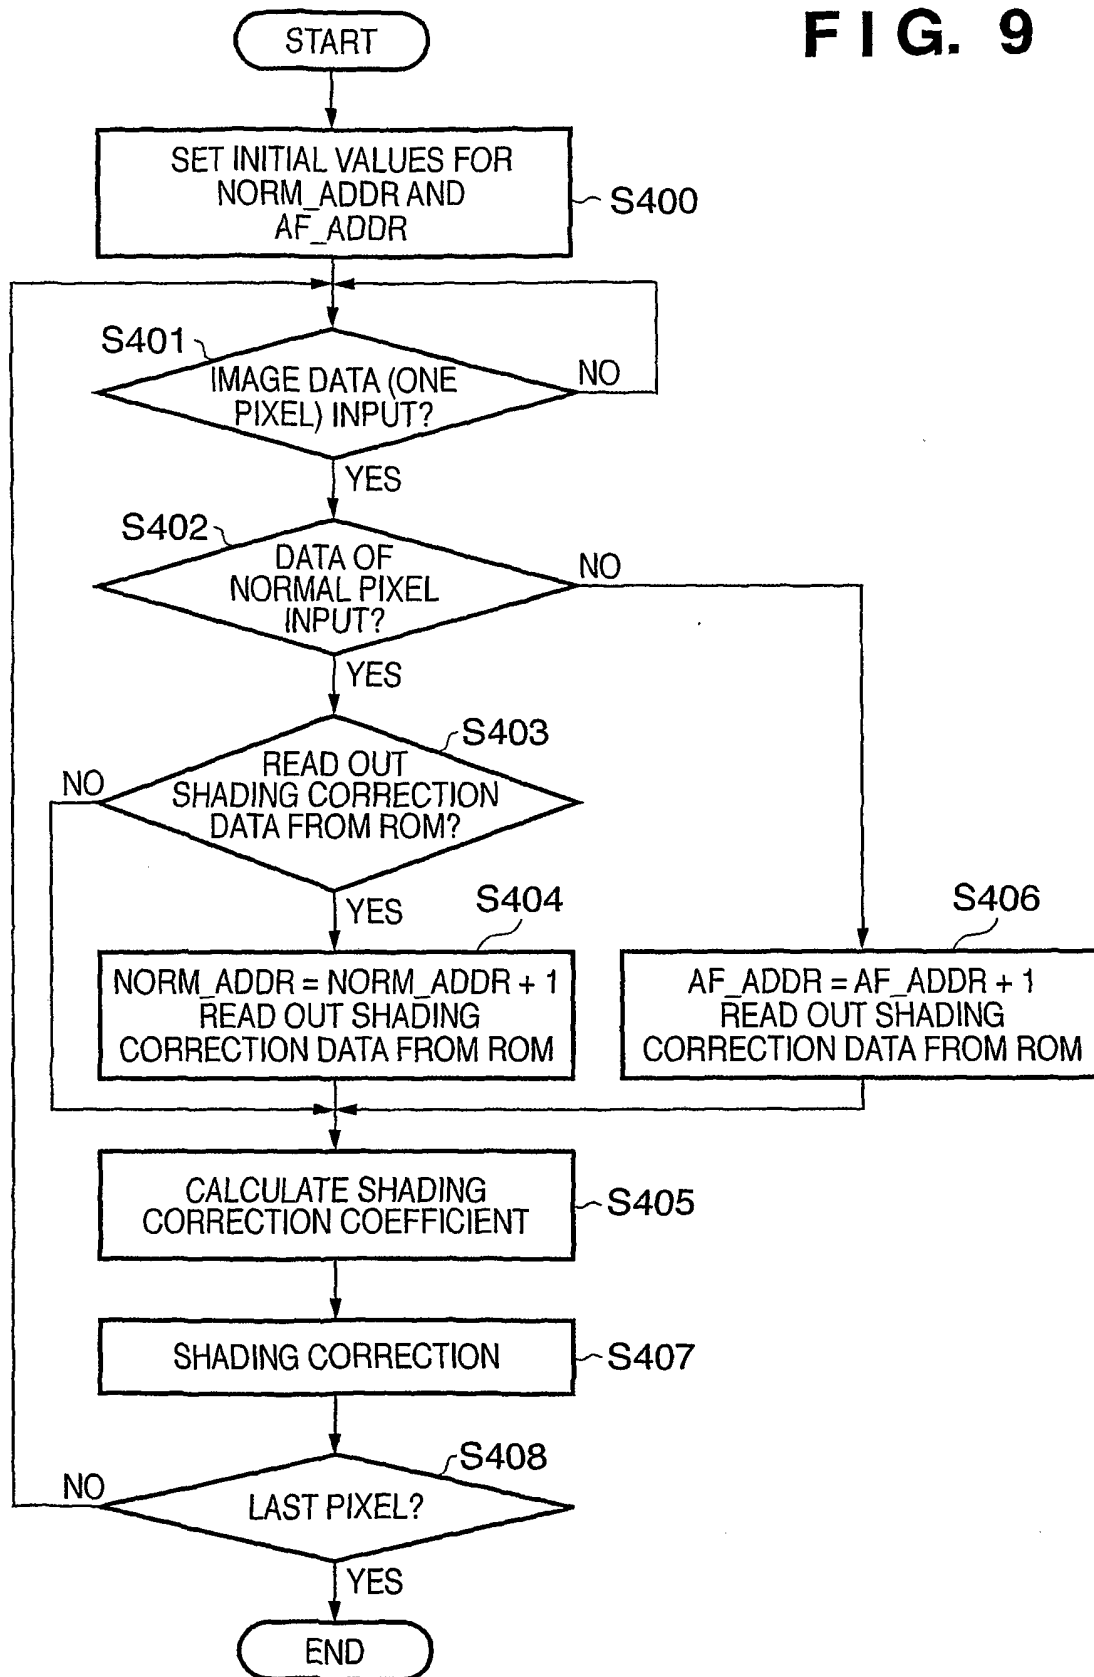 FIG. 9
START
SET INITIAL VALUES FOR
NORM_ADDR AND
AF_ADDR
S400
S401
IMAGE DATA (ONE
PIXEL) INPUT?
NO
YES
S402
DATA OF
NORMAL PIXEL
INPUT?
NO
YES
S403
READ OUT
SHADING CORRECTION
DATA FROM ROM?
NO
YES
S404
NORM_ADDR = NORM_ADDR + 1
READ OUT SHADING
CORRECTION DATA FROM ROM
S406
AF_ADDR = AF_ADDR + 1
READ OUT SHADING
CORRECTION DATA FROM ROM
CALCULATE SHADING
CORRECTION COEFFICIENT
S405
SHADING CORRECTION
S407
S408
LAST PIXEL?
NO
YES
END